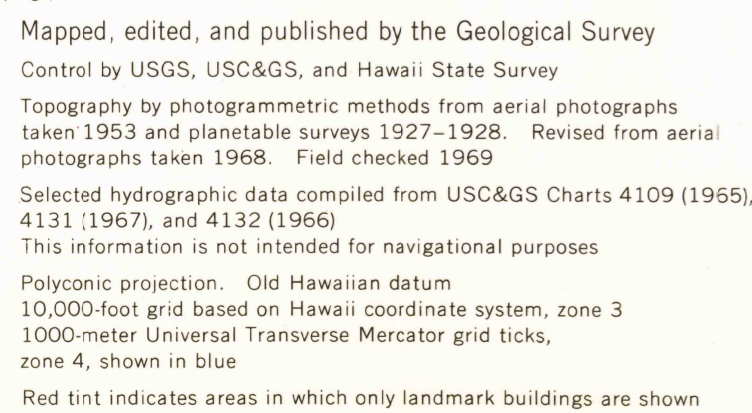 Mapped, edited, and published by the Geological Survey
Control by USGS, USC&GS, and Hawaii State Survey
Topography by photogrammetric methods from aerial photographs
taken 1953 and planetable surveys 1927–1928. Revised from aerial
photographs taken 1968. Field checked 1969
Selected hydrographic data compiled from USC&GS Charts 4109 (1965),
4131 (1967), and 4132 (1966)
This information is not intended for navigational purposes
Polyconic projection. Old Hawaiian datum
10,000-foot grid based on Hawaii coordinate system, zone 3
1000-meter Universal Transverse Mercator grid ticks,
zone 4, shown in blue
Red tint indicates areas in which only landmark buildings are shown